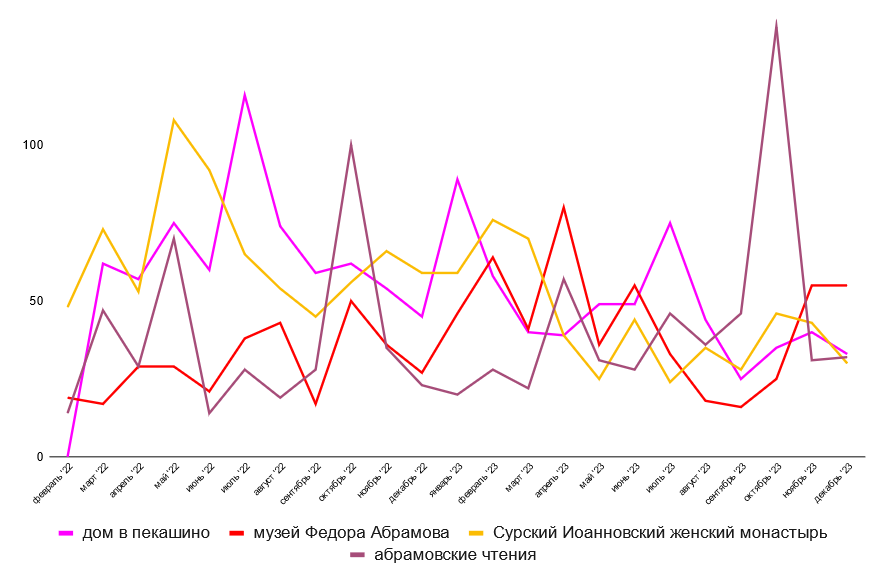 100
50
0
февраль '22
март '22
апрель '22
май '22
июнь '22
июль '22
август '22
сентябрь '22
октябрь '22
ноябрь '22
декабрь '22
январь '23
февраль '23
март '23
апрель '23
май '23
июнь '23
июль '23
август '23
сентябрь '23
октябрь '23
ноябрь '23
декабрь '23
дом в пекашино музей Федора Абрамова Сурский Иоанновский женский монастырь
абрамовские чтения